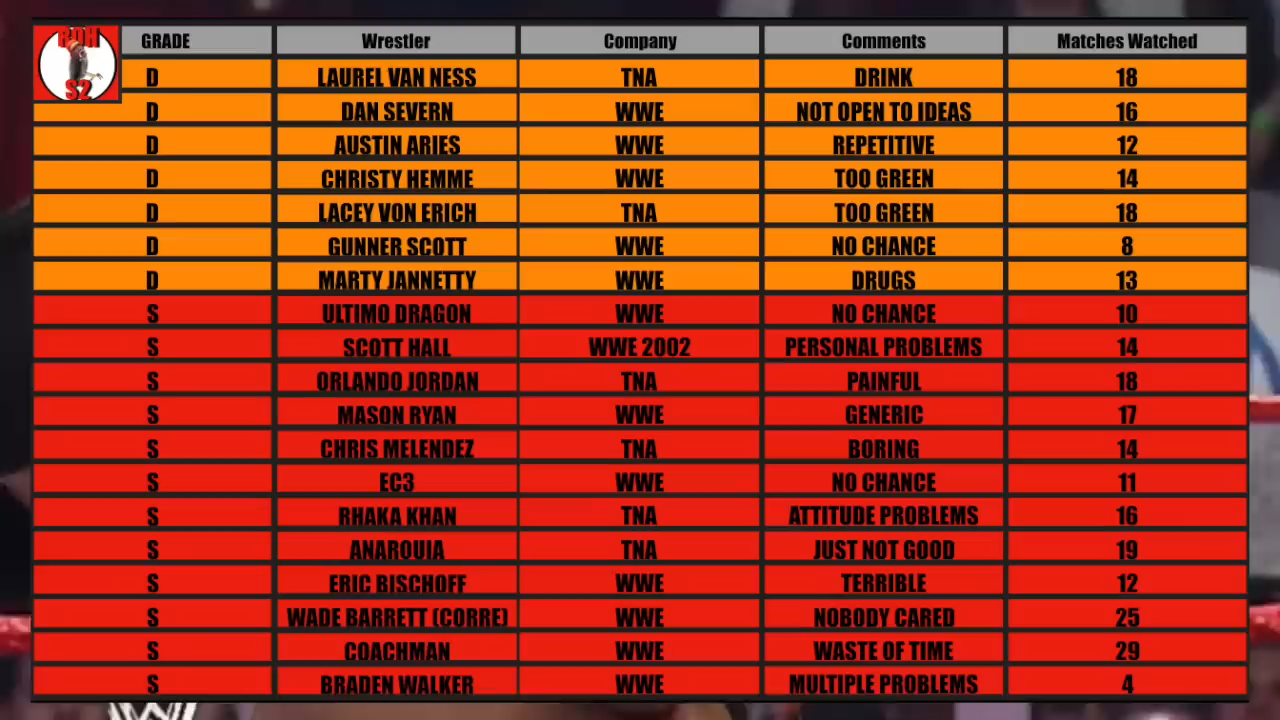 ROH S2 GRADE Wrestler Company Comments Matches Watched
D LAUREL VAN NESS TNA DRINK 18
D DAN SEVERN WWE NOT OPEN TO IDEAS 16
D AUSTIN ARIES WWE REPETITIVE 12
D CHRISTY HEMME WWE TOO GREEN 14
D LACEY VON ERICH TNA TOO GREEN 18
D GUNNER SCOTT WWE NO CHANCE 8
D MARTY JANNETTY WWE DRUGS 13
S ULTIMO DRAGON WWE NO CHANCE 10
S SCOTT HALL WWE 2002 PERSONAL PROBLEMS 14
S ORLANDO JORDAN TNA PAINFUL 18
S MASON RYAN WWE GENERIC 17
S CHRIS MELENDEZ TNA BORING 14
S EC3 WWE NO CHANCE 11
S RHAKA KHAN TNA ATTITUDE PROBLEMS 16
S ANAROUIA TNA JUST NOT GOOD 19
S ERIC BISCHOFF WWE TERRIBLE 12
S WADE BARRETT (CORRE) WWE NOBODY CARED 25
S COACHMAN WWE WASTE OF TIME 29
S BRADEN WALKER WWE MULTIPLE PROBLEMS 4